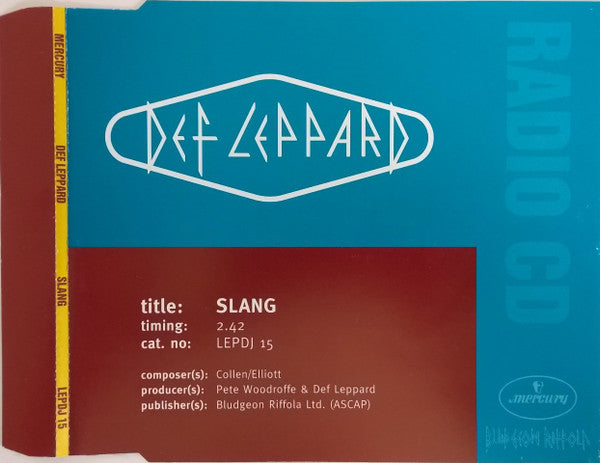 MERCURY
DEF LEPPARD
SLANG
LEPDJ 15
DEF LEPPARD
RADIO CD
title: SLANG
timing: 2.42
cat. no: LEPDJ 15
composer(s): Collen/Elliott
producer(s): Pete Woodroffe & Def Leppard
publisher(s): Bludgeon Riffola Ltd. (ASCAP)
mercury
BLUDGEON RIFFOLA